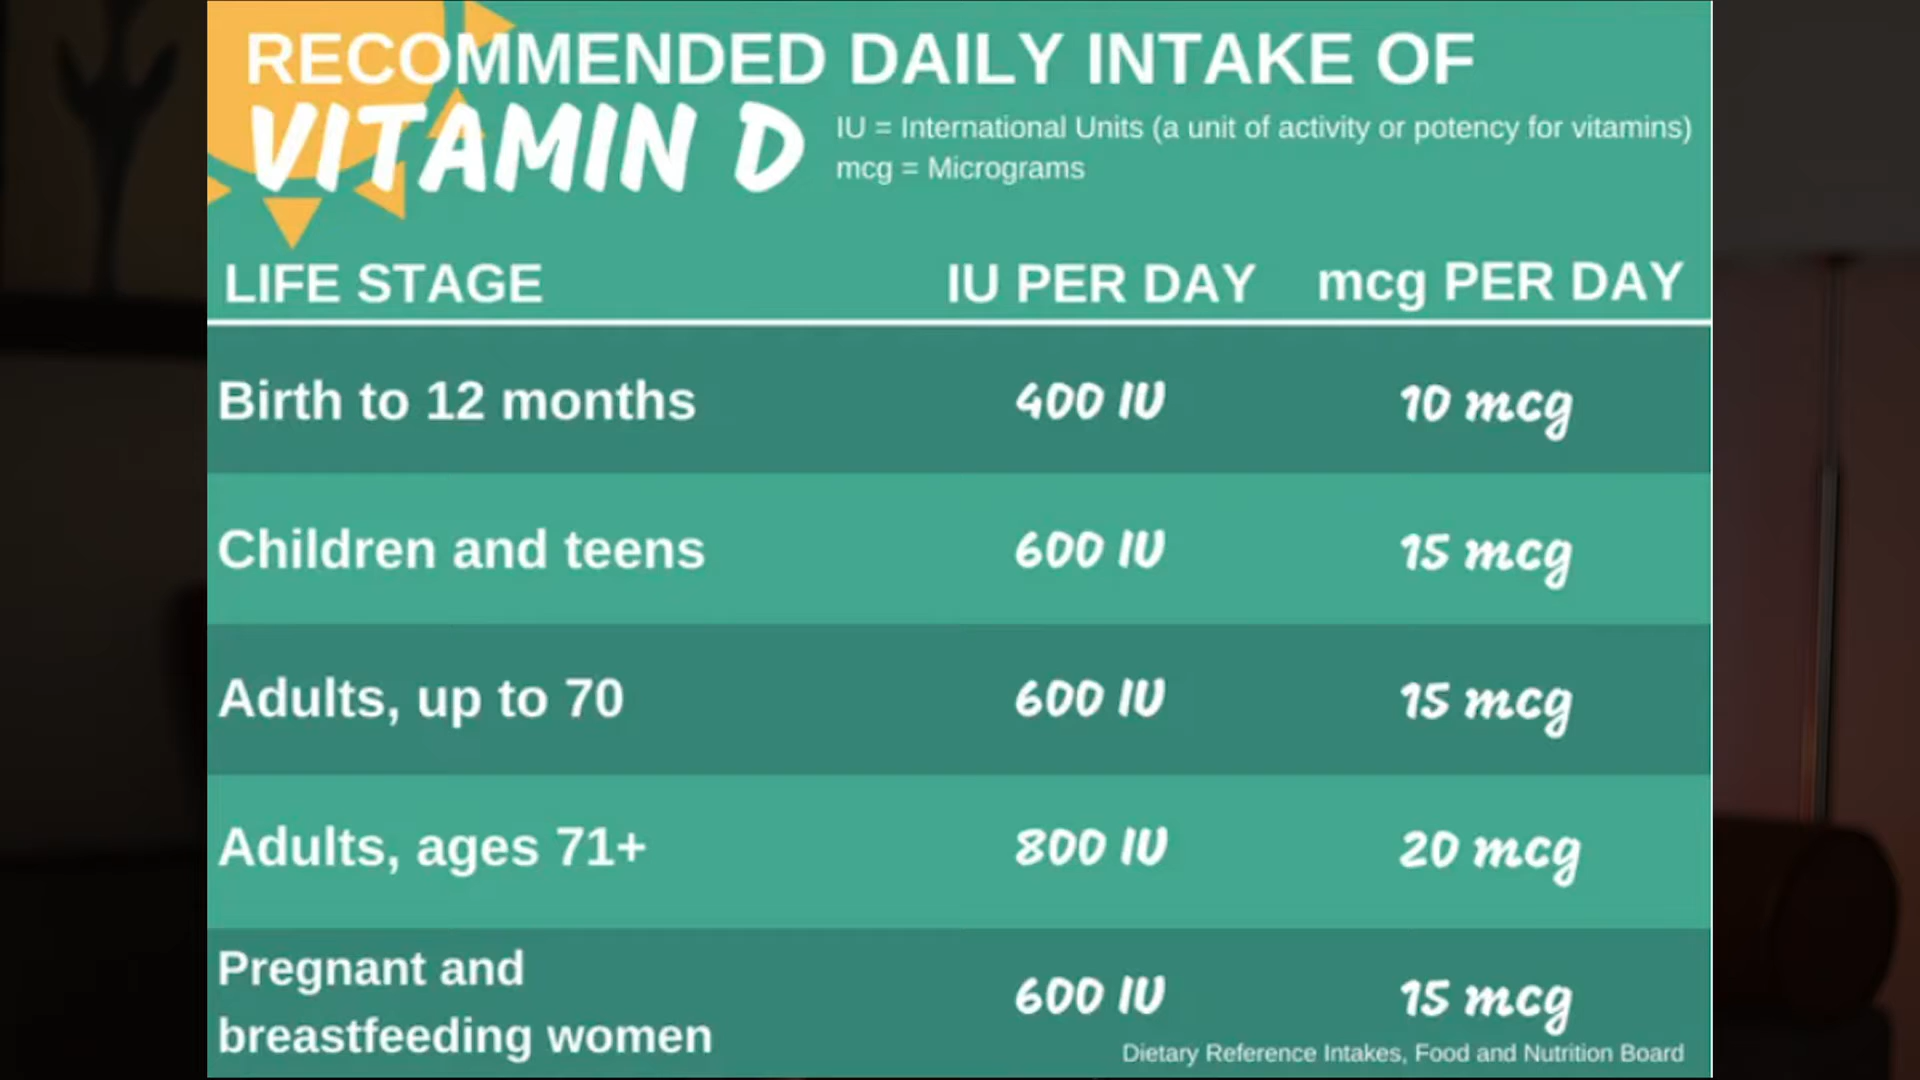 RECOMMENDED DAILY INTAKE OF
VITAMIN D
IU = International Units (a unit of activity or potency for vitamins)
mcg = Micrograms
LIFE STAGE IU PER DAY mcg PER DAY
Birth to 12 months 400 IU 10 mcg
Children and teens 600 IU 15 mcg
Adults, up to 70 600 IU 15 mcg
Adults, ages 71+ 800 IU 20 mcg
Pregnant and
breastfeeding women 600 IU 15 mcg
Dietary Reference Intakes, Food and Nutrition Board